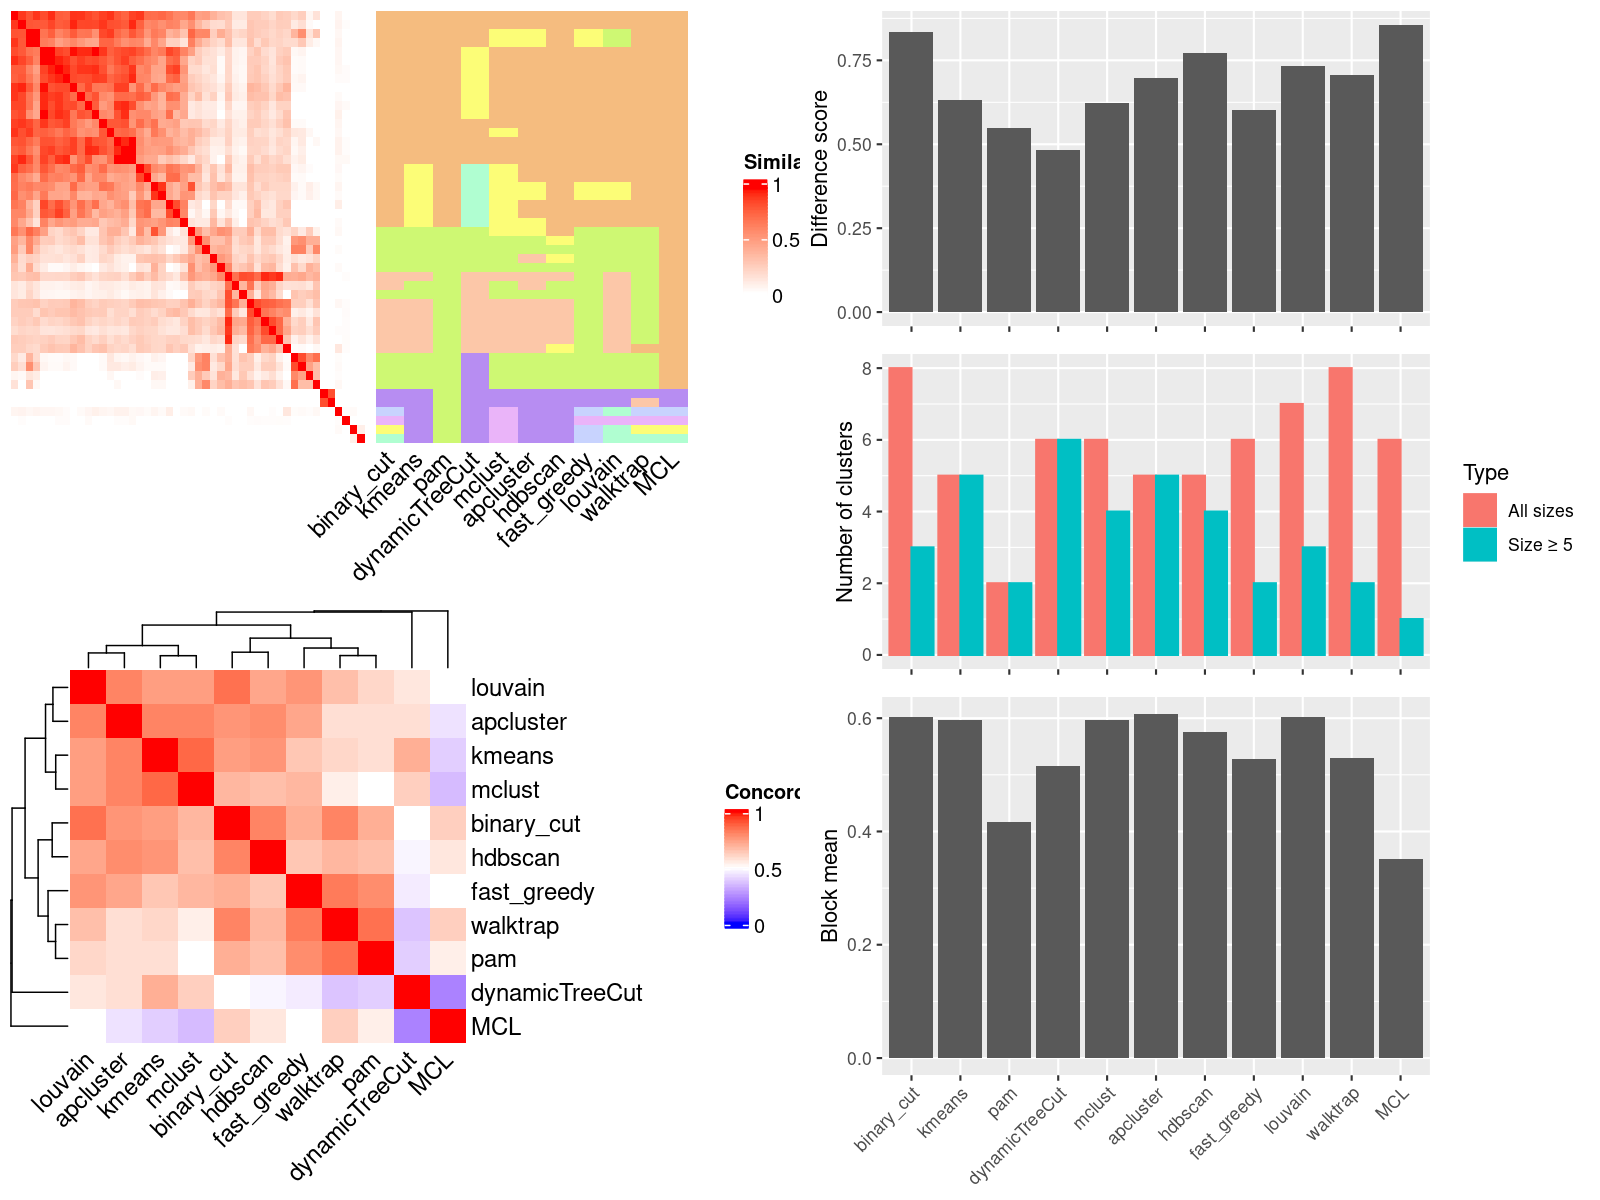 Simila
1
0.5
0
binary_cut
kmeans
pam
dynamicTreeCut
mclust
apcluster
hdbscan
fast_greedy
louvain
walktrap
MCL
louvain
apcluster
kmeans
mclust
binary_cut
hdbscan
fast_greedy
walktrap
pam
dynamicTreeCut
MCL
louvain
apcluster
kmeans
mclust
binary_cut
hdbscan
fast_greedy
walktrap
pam
dynamicTreeCut
MCL
Concord
1
0.5
0
Difference score
0.75
0.50
0.25
0.00
Number of clusters
8
6
4
2
0
Type
All sizes
Size ≥ 5
Block mean
0.6
0.4
0.2
0.0
binary_cut
kmeans
pam
dynamicTreeCut
mclust
apcluster
hdbscan
fast_greedy
louvain
walktrap
MCL